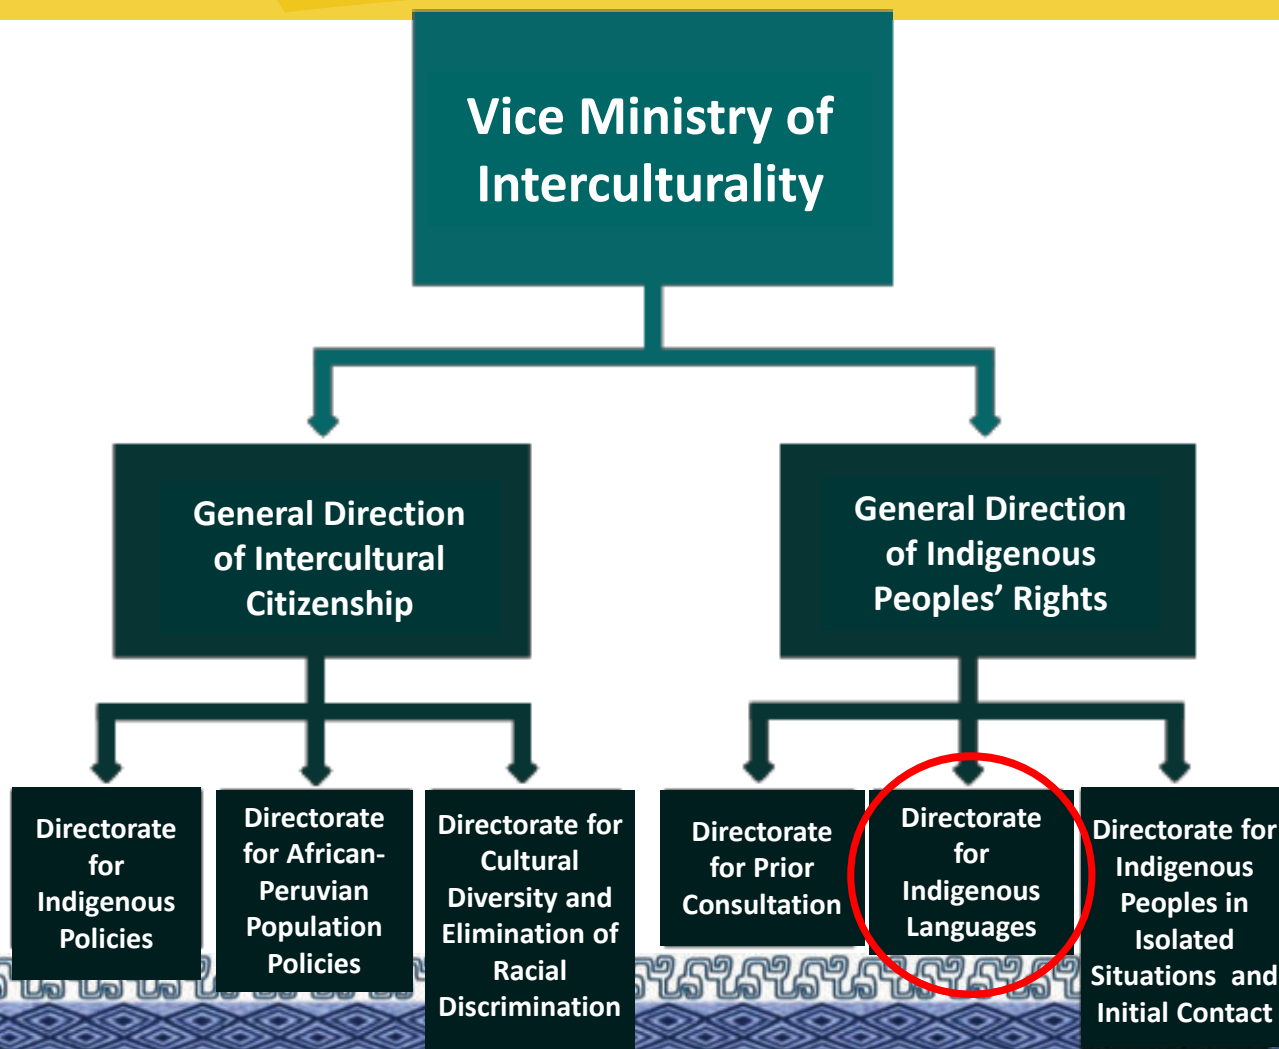 Vice Ministry of
Interculturality
General Direction
of Intercultural
Citizenship
General Direction
of Indigenous
Peoples’ Rights
Directorate
for
Indigenous
Policies
Directorate
for African-
Peruvian
Population
Policies
Directorate for
Cultural
Diversity and
Elimination of
Racial
Discrimination
Directorate
for Prior
Consultation
Directorate
for
Indigenous
Languages
Directorate for
Indigenous
Peoples in
Isolated
Situations and
Initial Contact